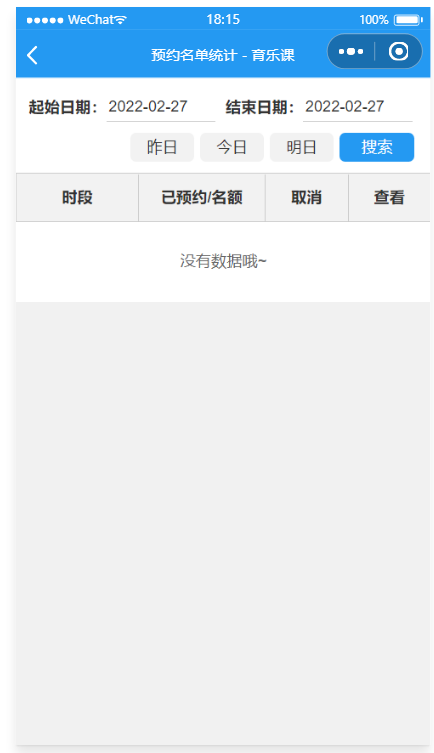 WeChat 18:15 100%
预约名单统计 - 育乐课
起始日期： 2022-02-27 结束日期： 2022-02-27
昨日 今日 明日 搜索
时段 已预约/名额 取消 查看
没有数据哦~